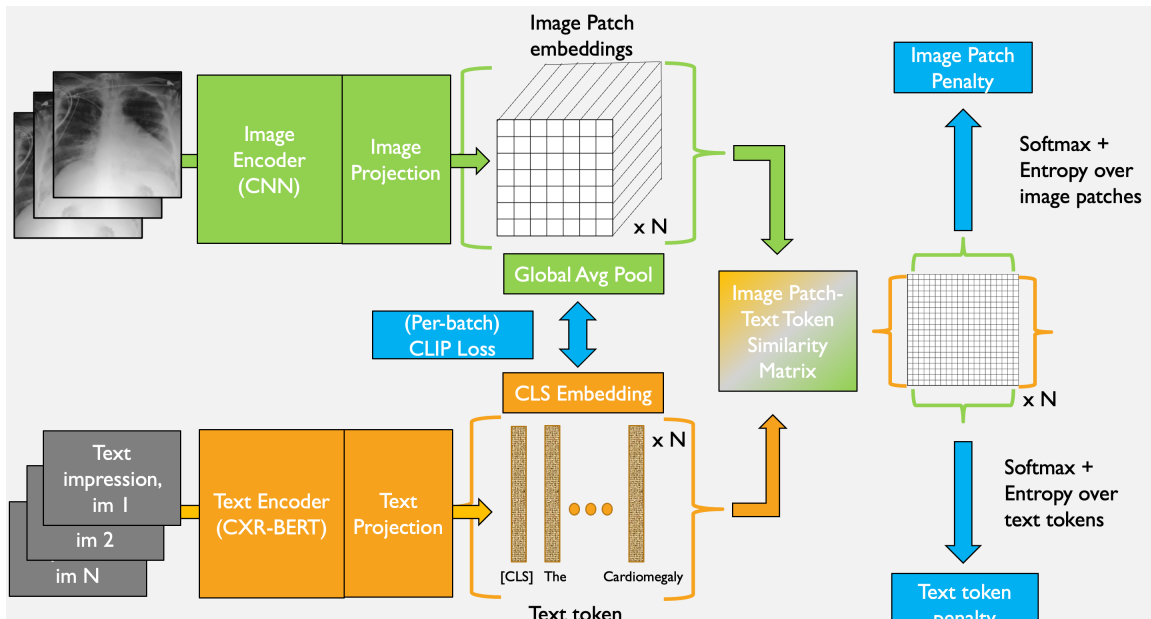 Image Patch
embeddings
Image
Encoder
(CNN)
Image
Projection
x N
Global Avg Pool
(Per-batch)
CLIP Loss
CLS Embedding
Text
impression,
im 1
im 2
im N
Text Encoder
(CXR-BERT)
Text
Projection
x N
[CLS]
The
Cardiomegaly
Text token
Image Patch-
Text Token
Similarity
Matrix
Image Patch
Penalty
Softmax +
Entropy over
image patches
x N
Softmax +
Entropy over
text tokens
Text token
penalty